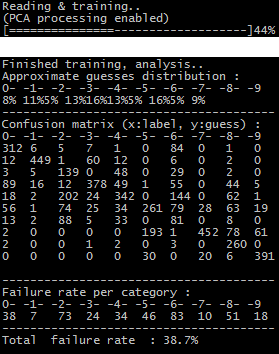 Reading & training..
(PCA processing enabled)
[===============-------------------]44%
Finished training, analysis..
Approximate guesses distribution :
0- -1- -2- -3- -4- -5- -6- -7- -8- -9
8% 11%5% 13%16%13%5% 16%5% 9%
Confusion matrix (x:label, y:guess) :
0- -1- -2- -3- -4- -5- -6- -7- -8- -9
312 6 5 7 1 0 84 0 1 0
12 449 1 60 12 0 6 0 2 0
3 5 139 0 48 0 29 0 2 0
89 16 12 378 49 1 55 0 44 5
18 2 202 24 342 0 144 0 62 1
56 1 74 25 34 261 79 28 63 19
13 2 88 5 33 0 81 0 8 0
2 0 0 0 0 193 1 452 78 61
0 0 0 1 2 0 3 0 260 0
0 0 0 0 0 30 0 20 6 391
Failure rate per category :
0- -1- -2- -3- -4- -5- -6- -7- -8- -9
38 7 73 24 34 46 83 10 51 18
Total failure rate : 38.7%